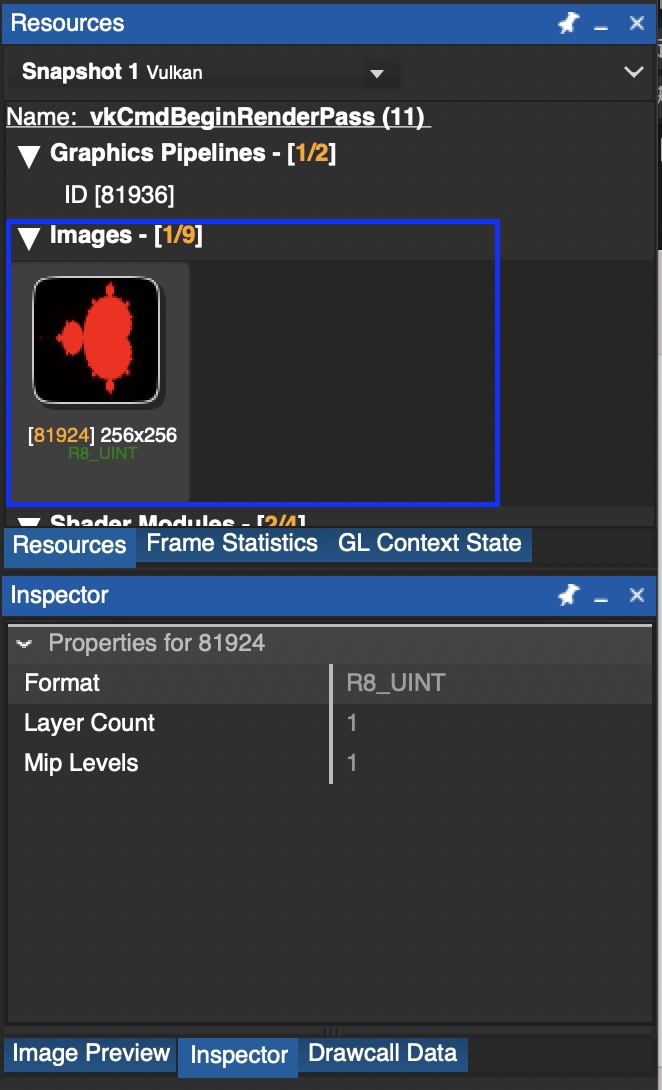 Resources
Snapshot 1 Vulkan
Name: vkCmdBeginRenderPass (11)
Graphics Pipelines - [1/2]
ID [81936]
Images - [1/9]
[81924] 256x256
R8_UINT
Shader Modules - [2/4]
Resources Frame Statistics GL Context State
Inspector
Properties for 81924
Format R8_UINT
Layer Count 1
Mip Levels 1
Image Preview Inspector Drawcall Data